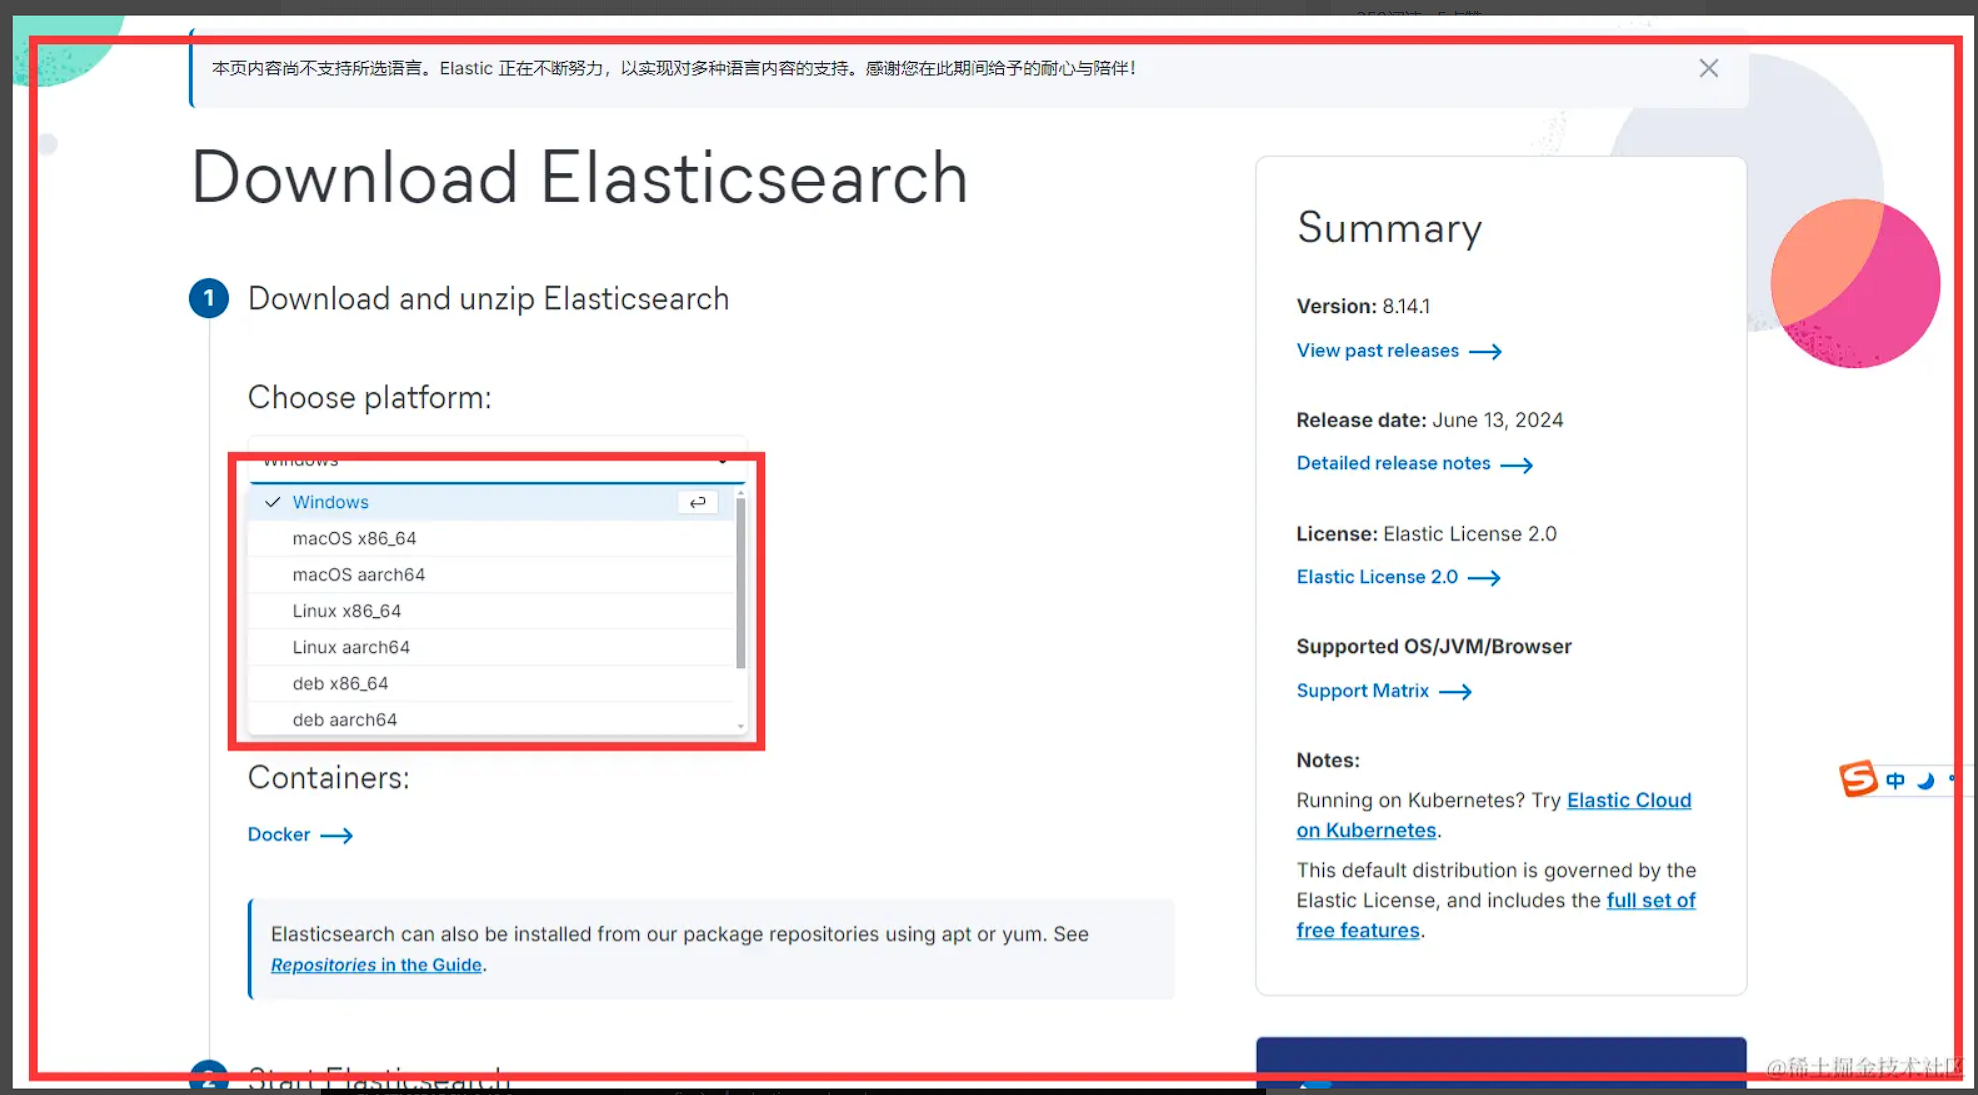 本页内容尚不支持所选语言。Elastic 正在不断努力，以实现对多种语言内容的支持。感谢您在此期间给予的耐心与陪伴！
Download Elasticsearch
1 Download and unzip Elasticsearch
Choose platform:
Windows
Windows
macOS x86_64
macOS aarch64
Linux x86_64
Linux aarch64
deb x86_64
deb aarch64
Containers:
Docker
Elasticsearch can also be installed from our package repositories using apt or yum. See
Repositories in the Guide.
2 Start Elasticsearch
Summary
Version: 8.14.1
View past releases
Release date: June 13, 2024
Detailed release notes
License: Elastic License 2.0
Elastic License 2.0
Supported OS/JVM/Browser
Support Matrix
Notes:
Running on Kubernetes? Try Elastic Cloud
on Kubernetes.
This default distribution is governed by the
Elastic License, and includes the full set of
free features.
中
@稀土掘金技术社区